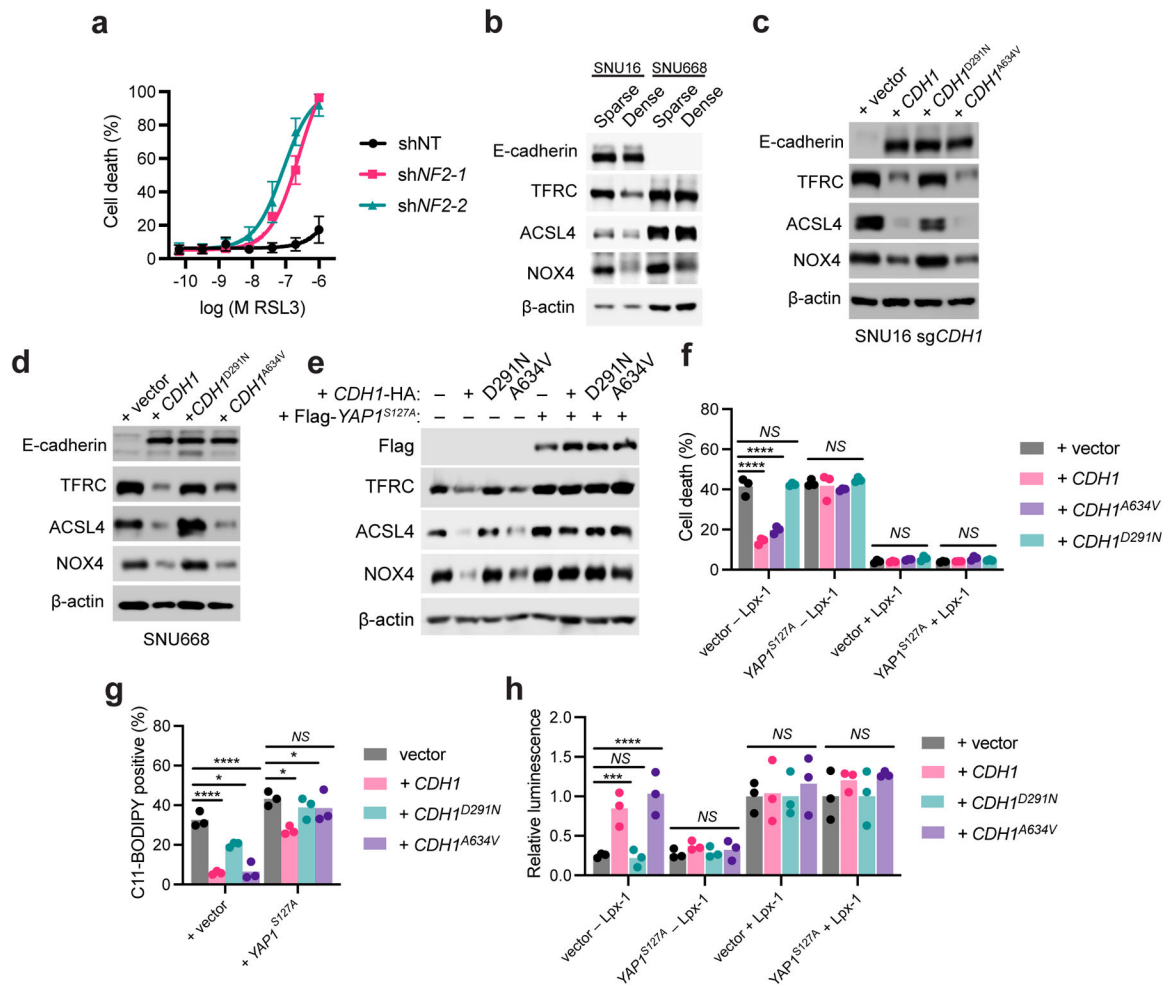 a
Cell death (%)
100
80
60
40
20
0
-10
-9
-8
-7
-6
log (M RSL3)
shNT
shNF2-1
shNF2-2
b
SNU16 SNU668
Sparse Dense Sparse Dense
E-cadherin
TFRC
ACSL4
NOX4
β-actin
c
+ vector + CDH1 + CDH1D291N + CDH1A634V
E-cadherin
TFRC
ACSL4
NOX4
β-actin
SNU16 sgCDH1
d
+ vector + CDH1 +CDH1D291N + CDH1A634V
E-cadherin
TFRC
ACSL4
NOX4
β-actin
SNU668
e
+ CDH1-HA: – + D291N A634V – + D291N A634V
+ Flag-YAP1S127A: – – – – + + + +
Flag
TFRC
ACSL4
NOX4
β-actin
f
Cell death (%)
60
40
20
0
NS
****
****
NS
NS
NS
vector – Lpx-1
YAP1S127A – Lpx-1
vector + Lpx-1
YAP1S127A + Lpx-1
+ vector
+ CDH1
+ CDH1A634V
+ CDH1D291N
g
C11-BODIPY positive (%)
80
60
40
20
0
****
*
****
NS
*
*
+ vector
+ YAP1S127A
vector
+ CDH1
+ CDH1D291N
+ CDH1A634V
h
Relative luminescence
2.0
1.5
1.0
0.5
0.0
****
NS
***
NS
NS
NS
vector – Lpx-1
YAP1S127A – Lpx-1
vector + Lpx-1
YAP1S127A + Lpx-1
+ vector
+ CDH1
+ CDH1D291N
+ CDH1A634V